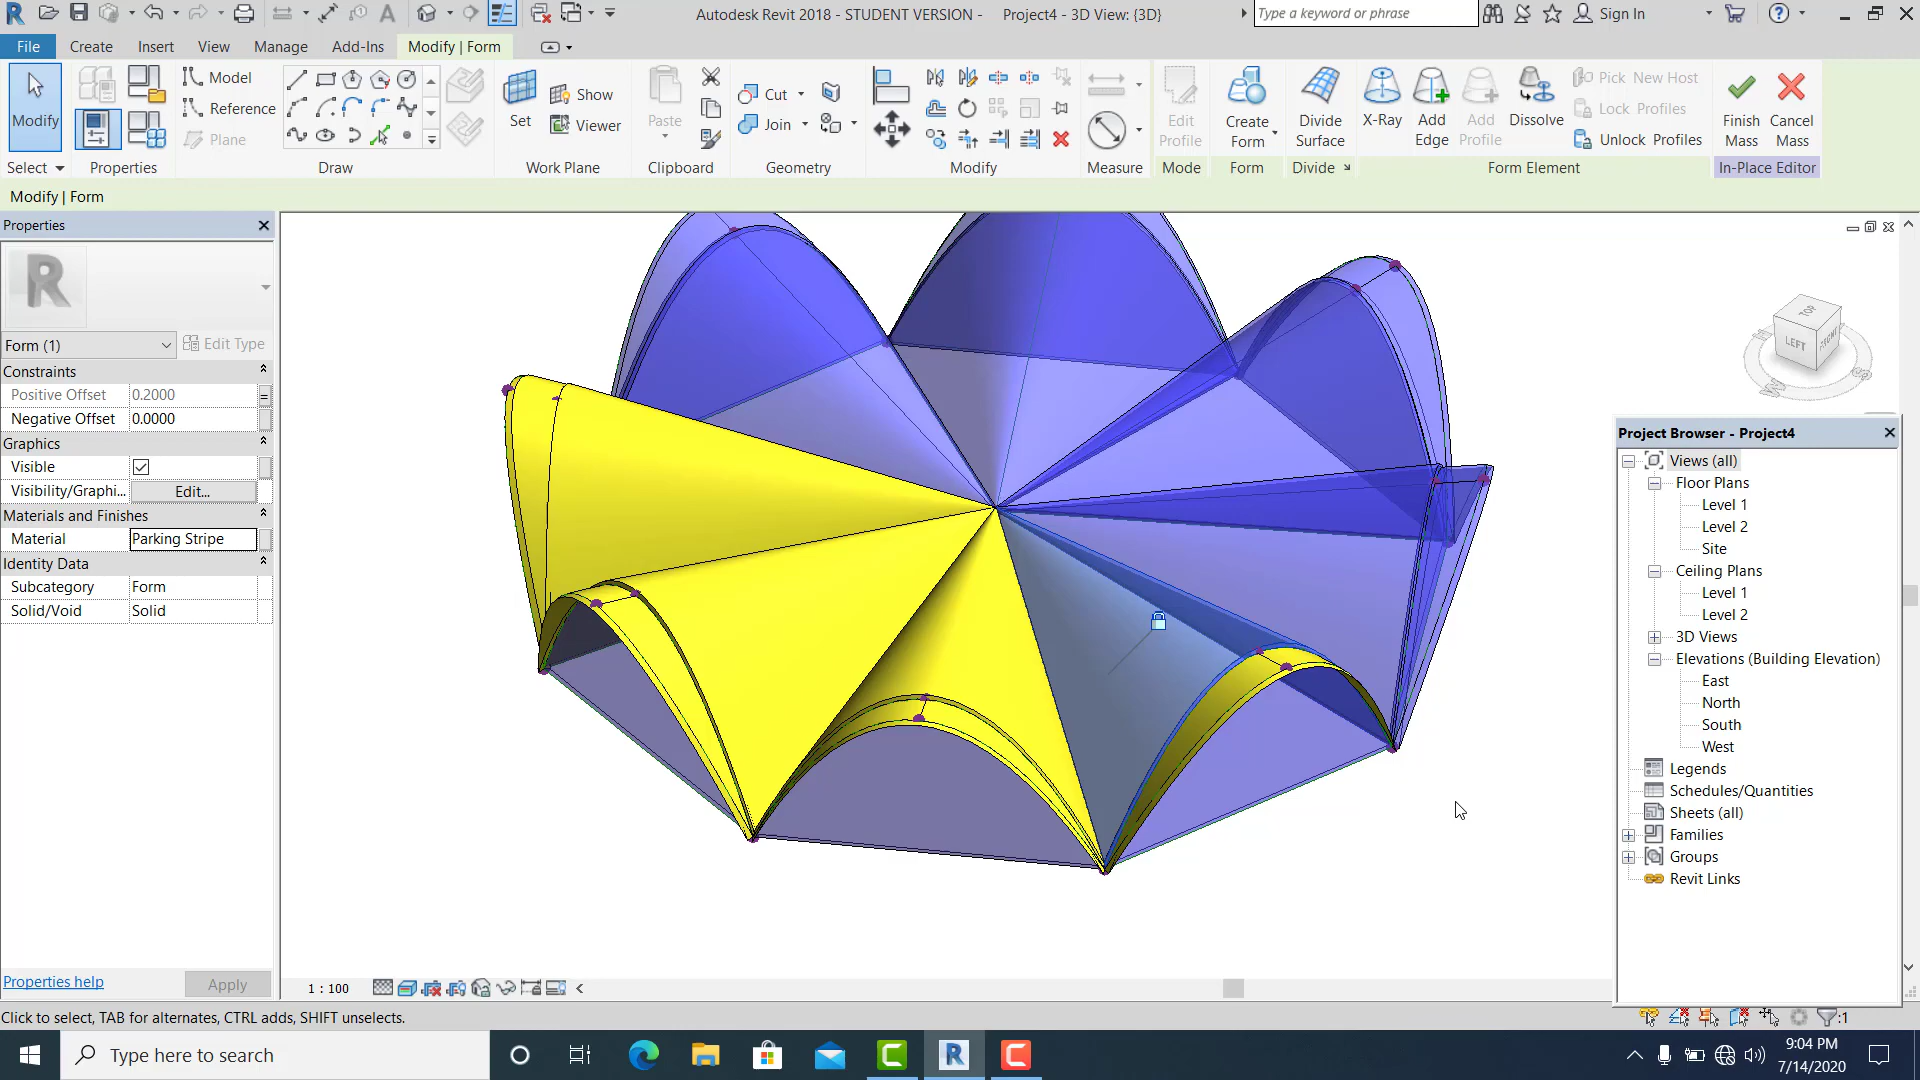 Autodesk Revit 2018 - STUDENT VERSION -     Project4 - 3D View: {3D}
Type a keyword or phrase
Sign In
File Create Insert View Manage Add-Ins Modify | Form
Modify
Select
Properties
Model
Reference
Plane
Draw
Set
Show
Viewer
Work Plane
Paste
Clipboard
Cut
Join
Geometry
Modify
Measure
Edit
Profile
Mode
Create
Form
Form
Divide
Surface
Divide
X-Ray
Add
Edge
Add
Profile
Dissolve
Pick New Host
Lock Profiles
Unlock Profiles
Form Element
Finish
Mass
Cancel
Mass
In-Place Editor
Modify | Form
Properties
R
Form (1)
Edit Type
Constraints
Positive Offset 0.2000
Negative Offset 0.0000
Graphics
Visible
Visibility/Graphi... Edit...
Materials and Finishes
Material Parking Stripe
Identity Data
Subcategory Form
Solid/Void Solid
Properties help
Apply
TOP
LEFT
FRONT
Project Browser - Project4
Views (all)
Floor Plans
Level 1
Level 2
Site
Ceiling Plans
Level 1
Level 2
3D Views
Elevations (Building Elevation)
East
North
South
West
Legends
Schedules/Quantities
Sheets (all)
Families
Groups
Revit Links
1 : 100
Click to select, TAB for alternates, CTRL adds, SHIFT unselects.
:1
Type here to search
9:04 PM
7/14/2020